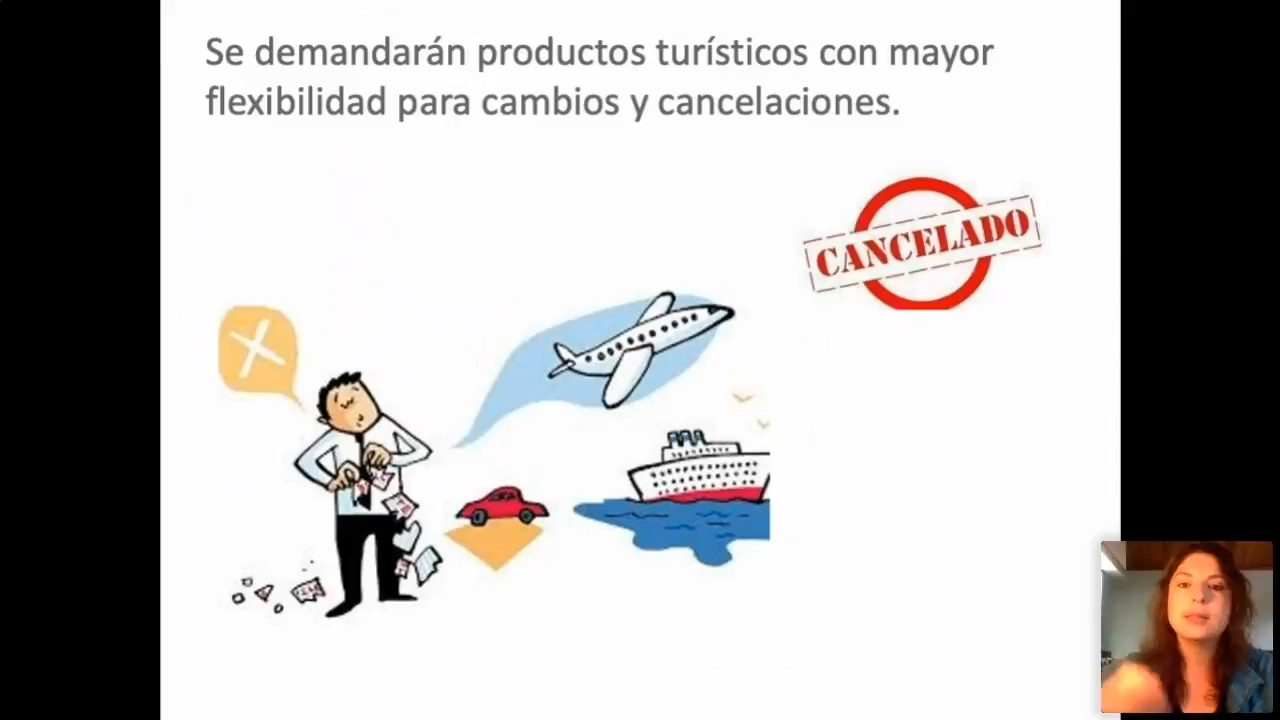 Se demandarán productos turísticos con mayor
flexibilidad para cambios y cancelaciones.
CANCELADO